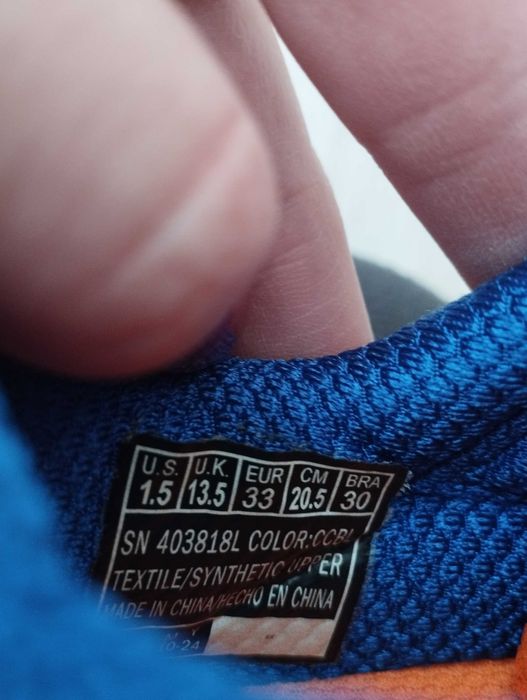 U.S. U.K. EUR CM BRA
1.5 13.5 33 20.5 30
SN 403818L COLOR:CCBL
TEXTILE/SYNTHETIC UPPER
MADE IN CHINA/HECHO EN CHINA